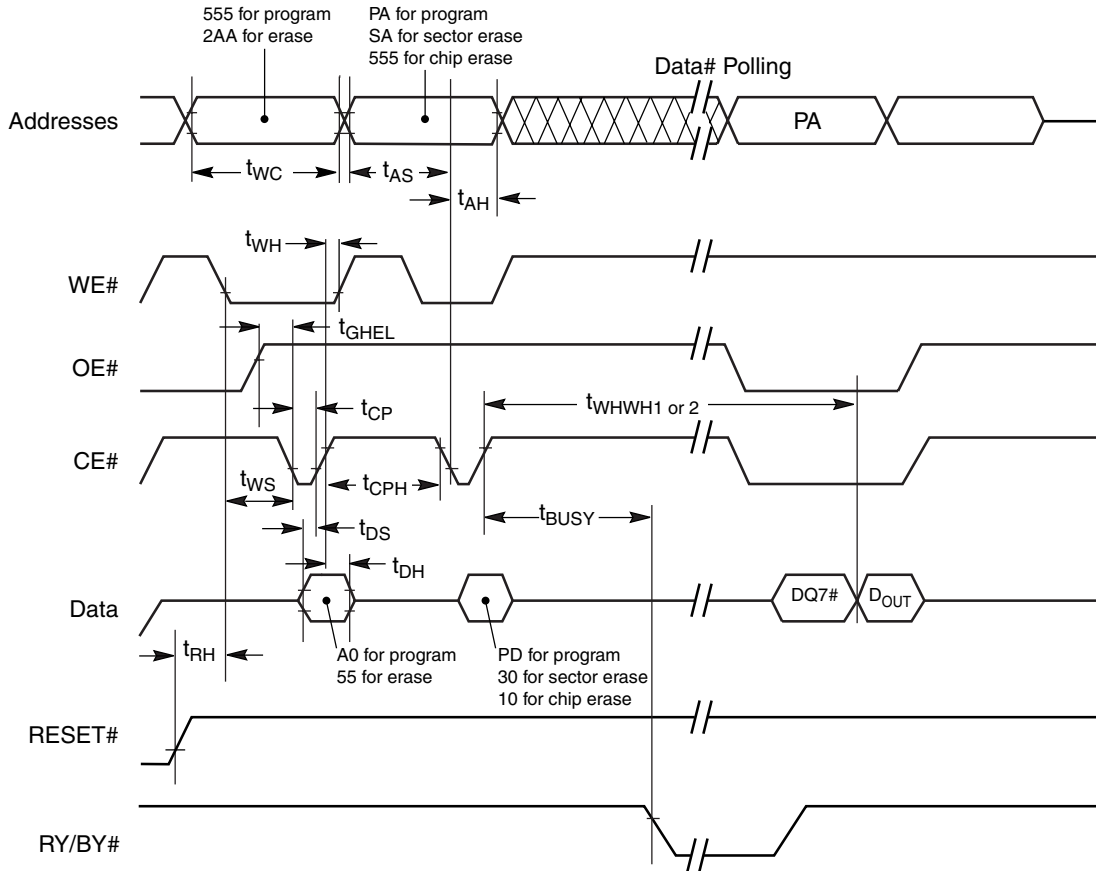 555 for program
2AA for erase
PA for program
SA for sector erase
555 for chip erase
Data# Polling
Addresses
PA
tWC
tAS
tAH
tWH
WE#
tGHEL
OE#
tWHWH1 or 2
tCP
CE#
tWS
tCPH
tBUSY
tDS
tDH
Data
DQ7#
DOUT
tRH
A0 for program
55 for erase
PD for program
30 for sector erase
10 for chip erase
RESET#
RY/BY#